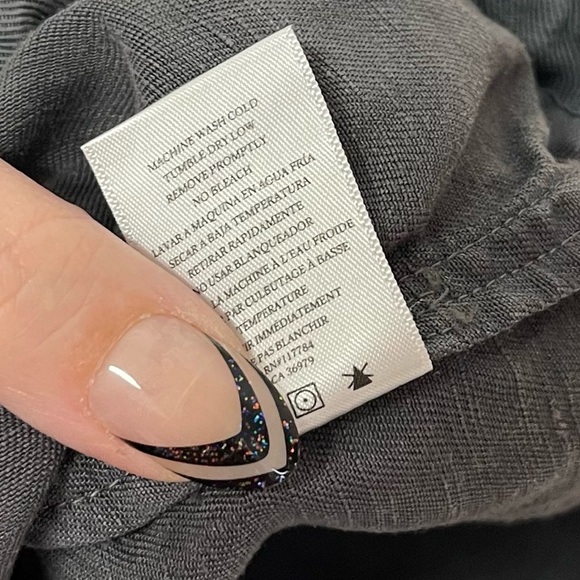 MACHINE WASH COLD
TUMBLE DRY LOW
REMOVE PROMPTLY
NO BLEACH
LAVAR A MAQUINA EN AGUA FRÍA
SECAR A BAJA TEMPERATURA
RETIRAR RAPIDAMENTE
NO USAR BLANQUEADOR
LA MACHINE À L'EAU FROIDE
PAR CULBUTAGE À BASSE
TEMPERATURE
IMMEDIATEMENT
PAS BLANCHIR
RN#117784
CA 36979